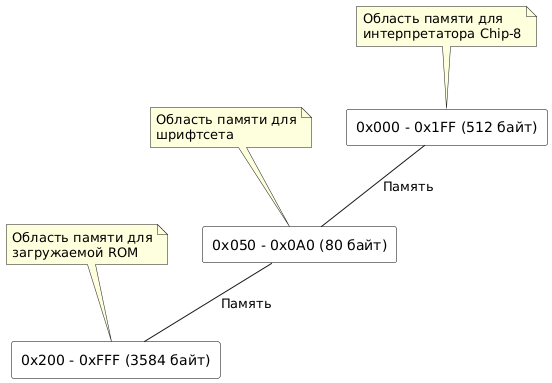 Область памяти для
интерпретатора Chip-8
0x000 - 0x1FF (512 байт)
Область памяти для
шрифтсета
Память
0x050 - 0x0A0 (80 байт)
Область памяти для
загружаемой ROM
Память
0x200 - 0xFFF (3584 байт)